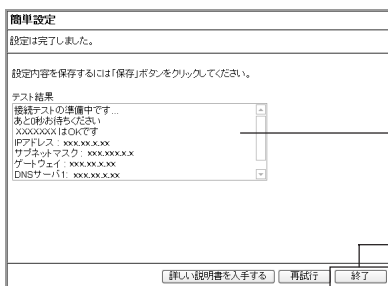 簡単設定
設定は完了しました。
設定内容を保存するには「保存」ボタンをクリックしてください。
テスト結果
接続テストの準備中です...
あと0秒お待ちください
XXXXXXX はOKです
IPアドレス : xxx.xx.x.xx
サブネットマスク : xxx.xxx.x.x
ゲートウェイ : xxx.xx.x.xx
DNSサーバ1: xxx.xx.x.xx
詳しい説明書を入手する 再試行 終了